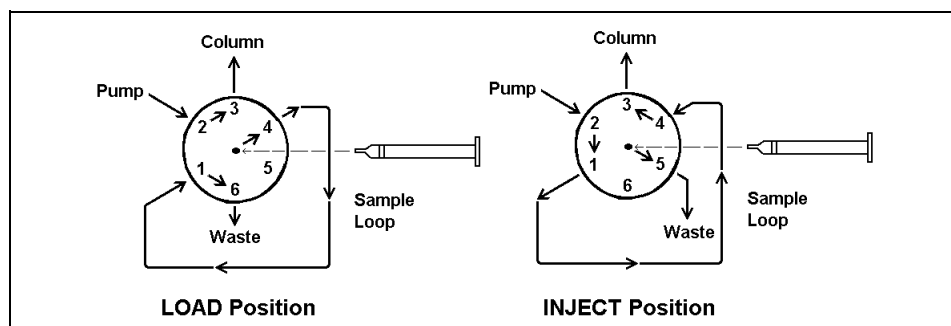 Column
Pump
3
2
4
1
5
6
Sample
Loop
Waste
LOAD Position
Column
Pump
3
2
4
1
5
6
Sample
Loop
Waste
INJECT Position